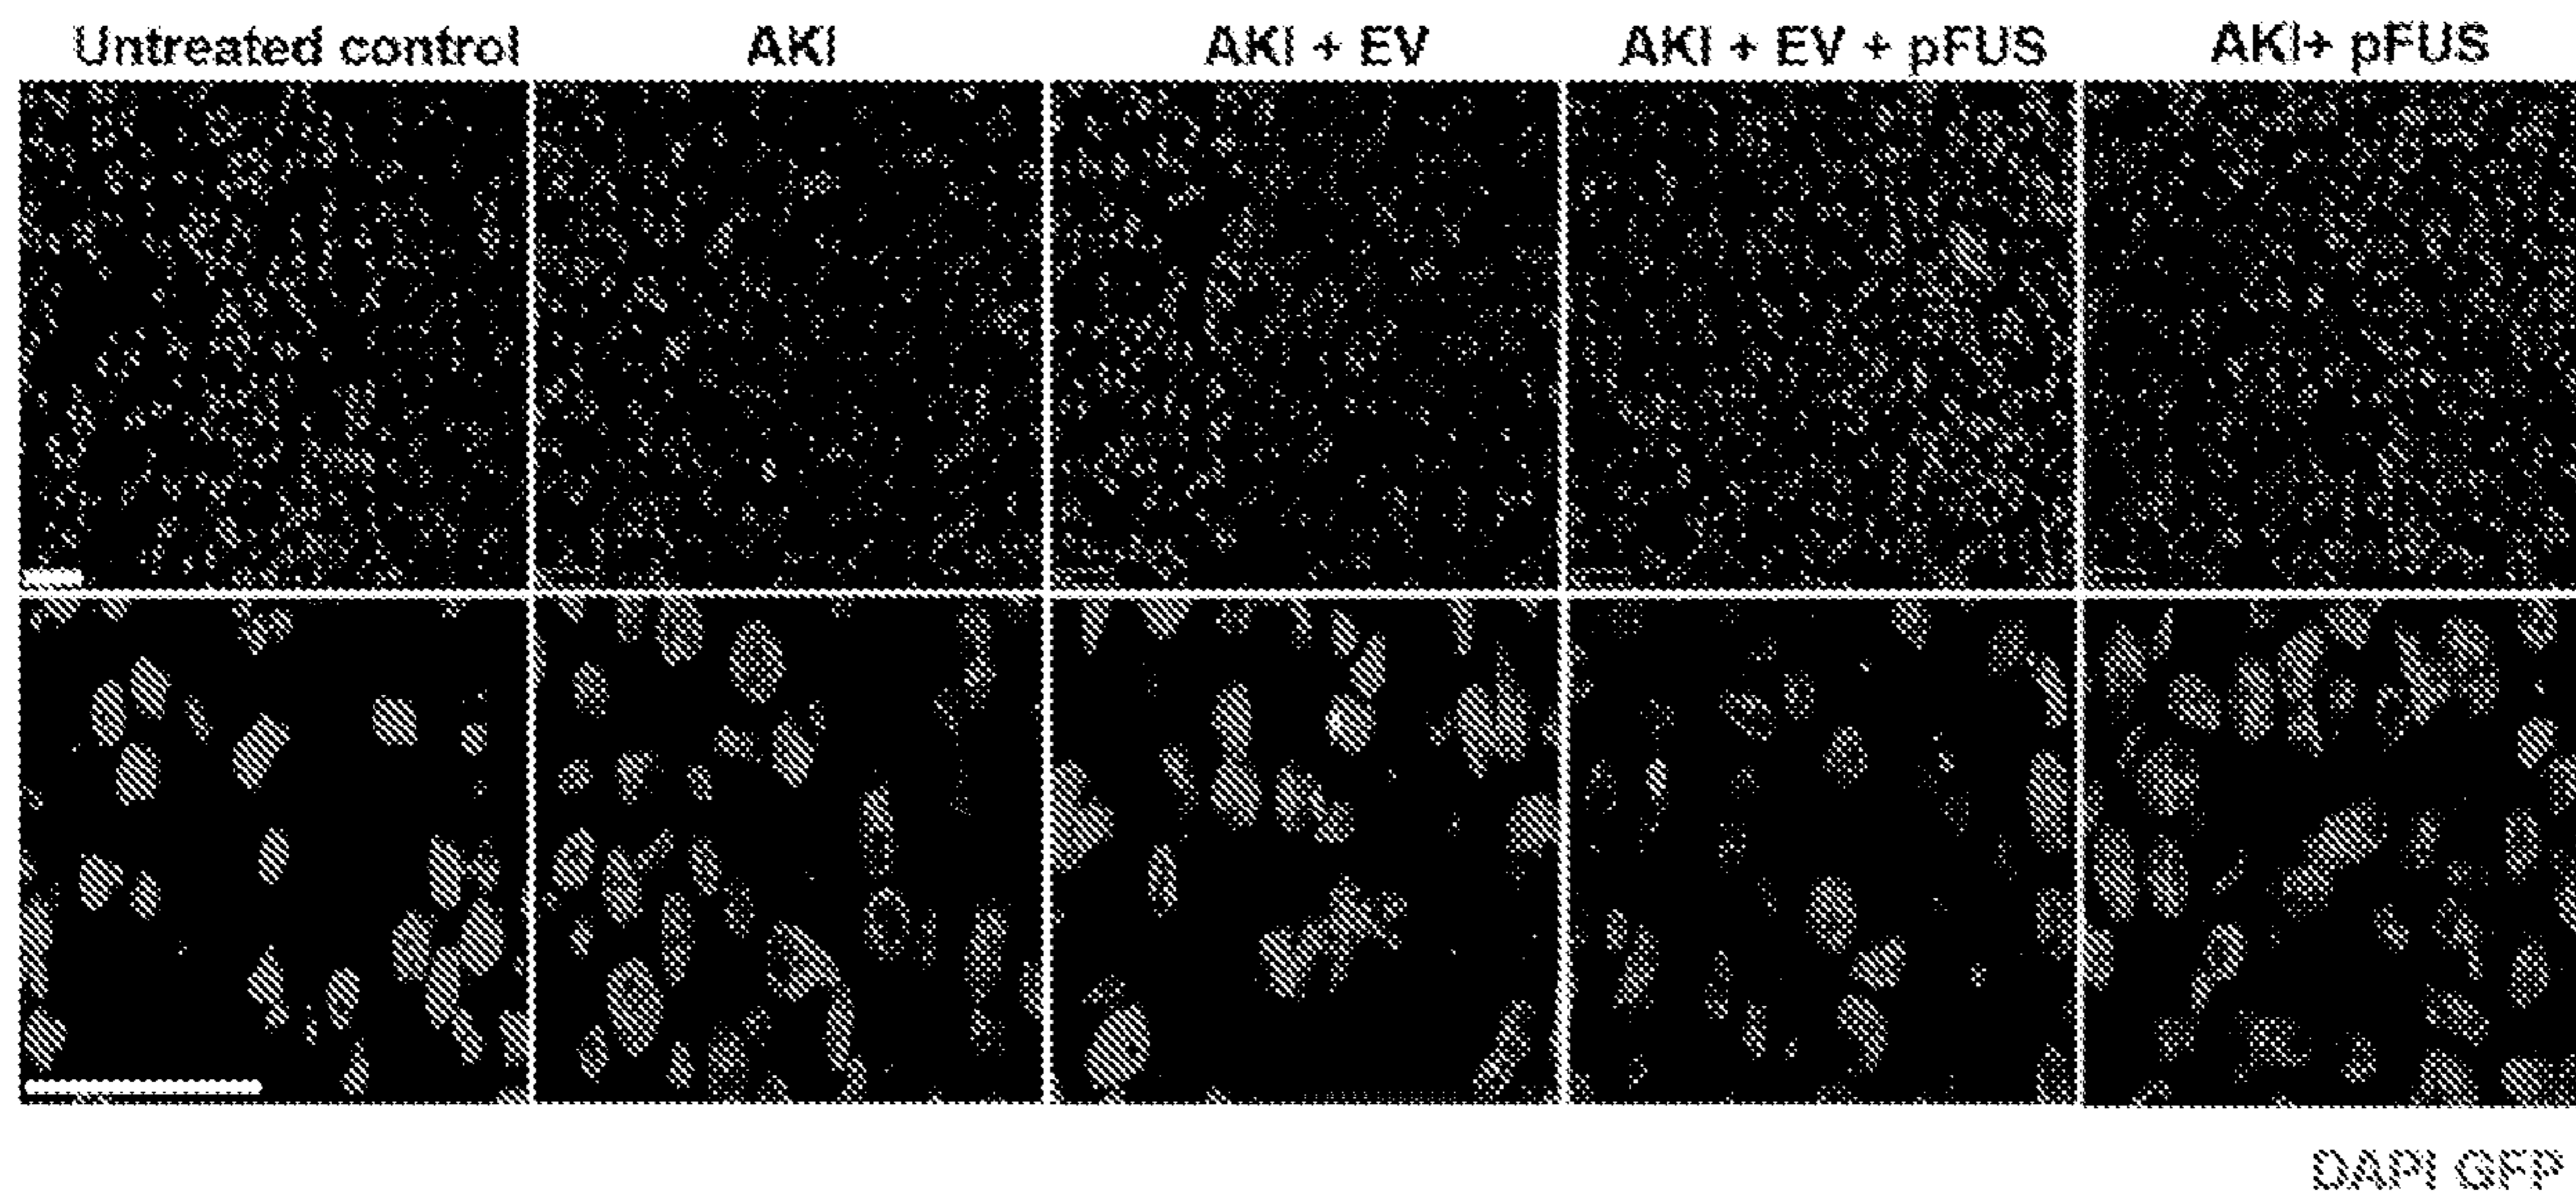 Untreated control AKI AKI + EV AKI + EV + pFUS AKI+ pFUS
DAPI GFP